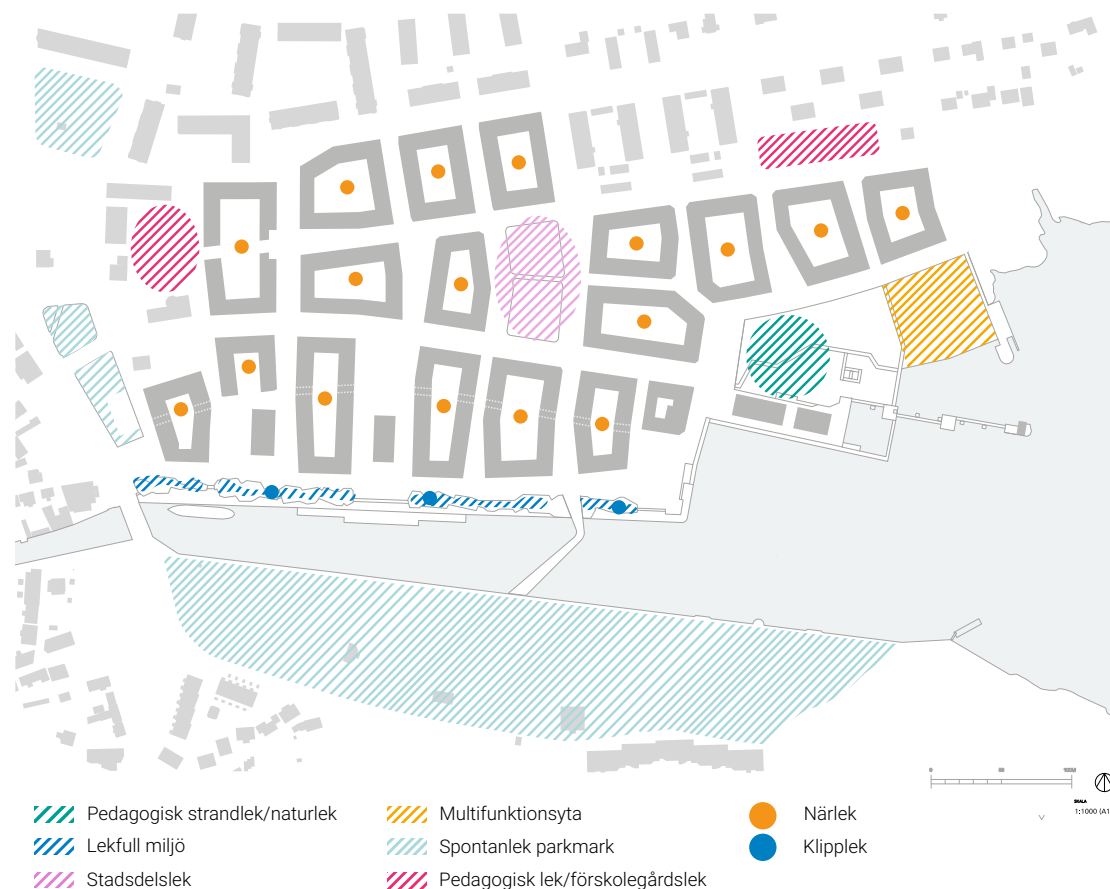 SKALA
1:1000 (A1
Pedagogisk strandlek/naturlek
Lekfull miljö
Stadsdelslek
Multifunktionsyta
Spontanlek parkmark
Pedagogisk lek/förskolegårdslek
Närlek
Klipplek